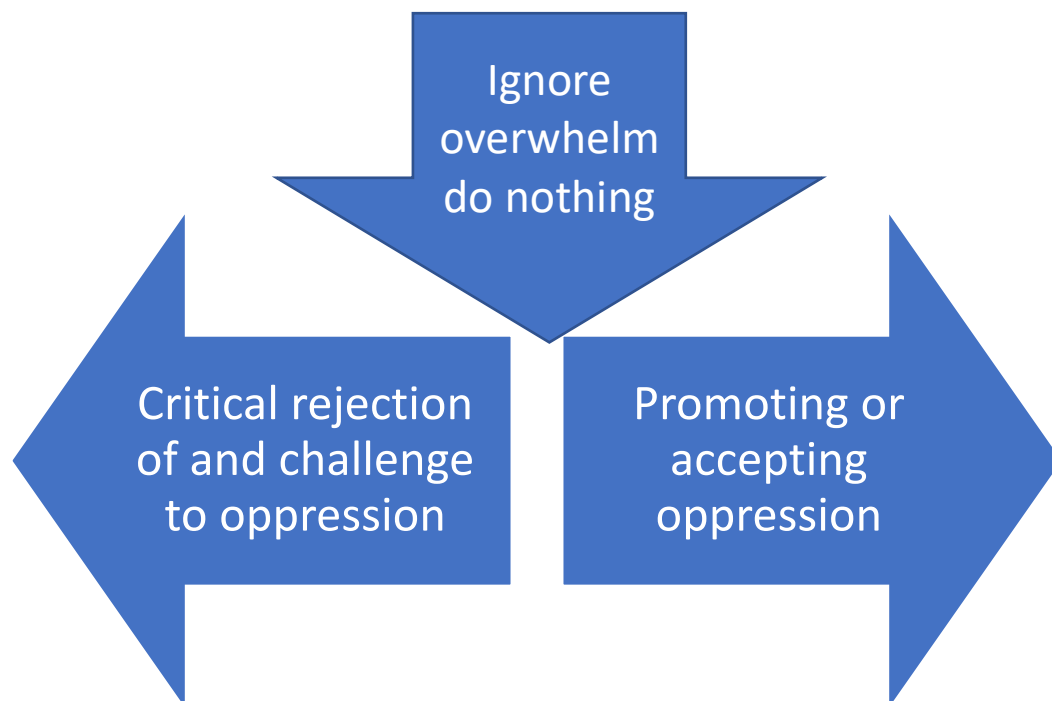 Ignore
overwhelm
do nothing
Critical rejection
of and challenge
to oppression
Promoting or
accepting
oppression